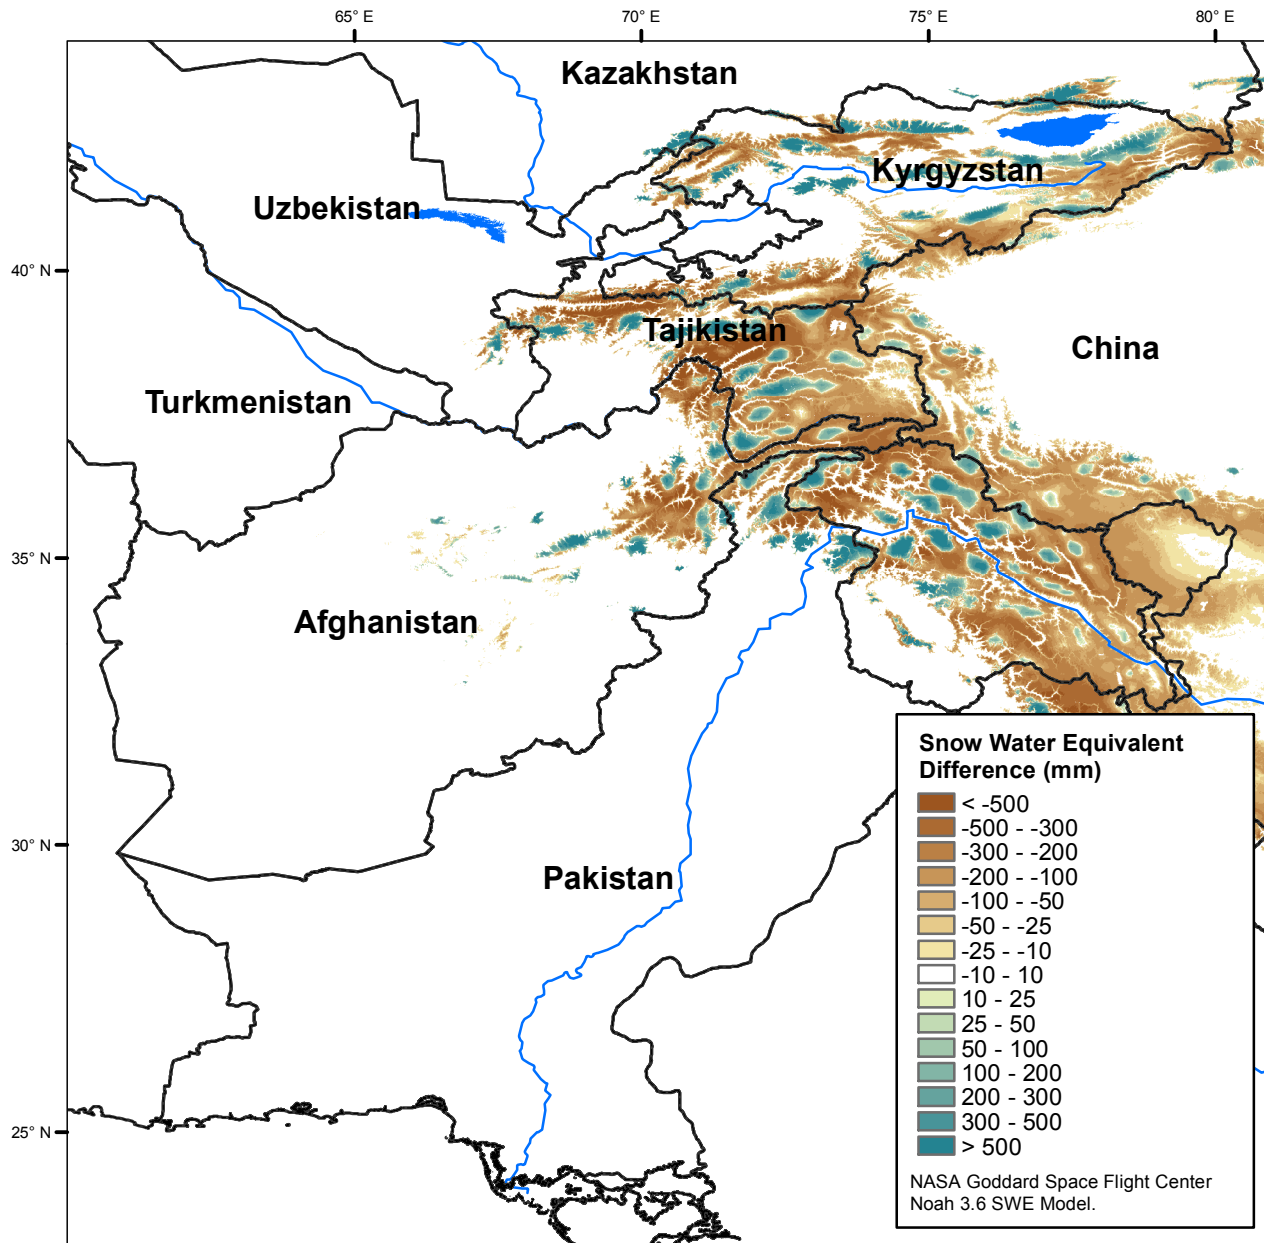 65° E 70° E 75° E 80° E
Kazakhstan
Kyrgyzstan
Uzbekistan
40° N
Tajikistan
China
Turkmenistan
35° N
Afghanistan
Snow Water Equivalent
Difference (mm)
< -500
-500 - -300
-300 - -200
-200 - -100
-100 - -50
-50 - -25
-25 - -10
-10 - 10
10 - 25
25 - 50
50 - 100
100 - 200
200 - 300
300 - 500
> 500
NASA Goddard Space Flight Center
Noah 3.6 SWE Model.
30° N
Pakistan
25° N